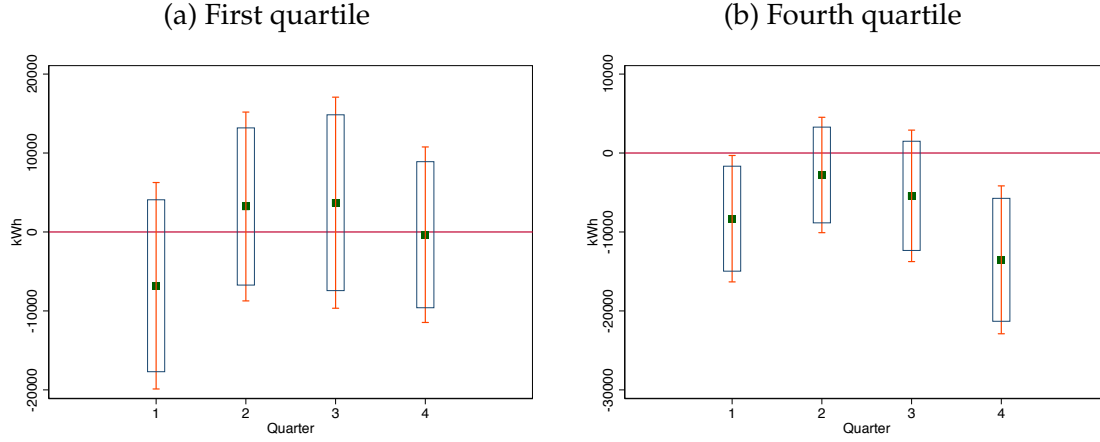 (a) First quartile
20000
10000
0
-10000
-20000
kWh
1 2 3 4
Quarter
(b) Fourth quartile
10000
0
-10000
-20000
-30000
kWh
1 2 3 4
Quarter